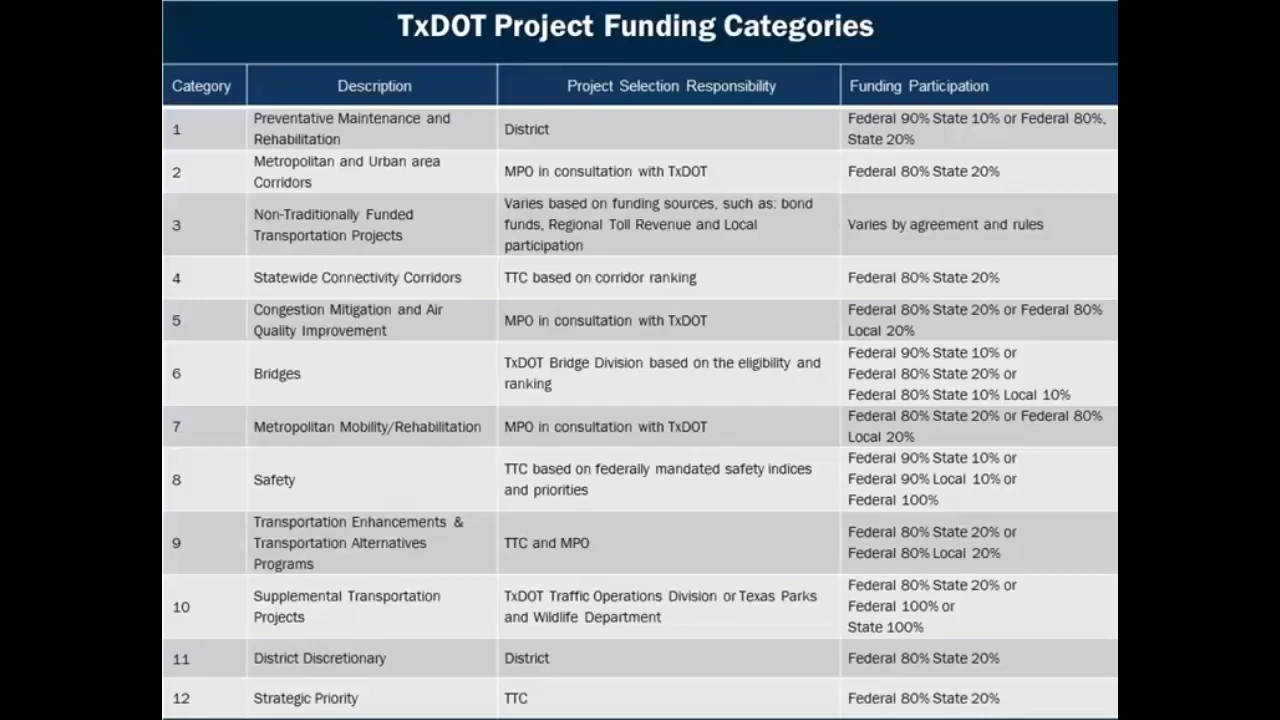 TxDOT Project Funding Categories
Category Description Project Selection Responsibility Funding Participation
1
Preventative Maintenance and
Rehabilitation
District
Federal 90% State 10% or Federal 80%,
State 20%
2
Metropolitan and Urban area
Corridors
MPO in consultation with TxDOT
Federal 80% State 20%
3
Non-Traditionally Funded
Transportation Projects
Varies based on funding sources, such as: bond
funds, Regional Toll Revenue and Local
participation
Varies by agreement and rules
4
Statewide Connectivity Corridors
TTC based on corridor ranking
Federal 80% State 20%
5
Congestion Mitigation and Air
Quality Improvement
MPO in consultation with TxDOT
Federal 80% State 20% or Federal 80%
Local 20%
6
Bridges
TxDOT Bridge Division based on the eligibility and
ranking
Federal 90% State 10% or
Federal 80% State 20% or
Federal 80% State 10% Local 10%
7
Metropolitan Mobility/Rehabilitation
MPO in consultation with TxDOT
Federal 80% State 20% or Federal 80%
Local 20%
8
Safety
TTC based on federally mandated safety indices
and priorities
Federal 90% State 10% or
Federal 90% Local 10% or
Federal 100%
9
Transportation Enhancements &
Transportation Alternatives
Programs
TTC and MPO
Federal 80% State 20% or
Federal 80% Local 20%
10
Supplemental Transportation
Projects
TxDOT Traffic Operations Division or Texas Parks
and Wildlife Department
Federal 80% State 20% or
Federal 100% or
State 100%
11
District Discretionary
District
Federal 80% State 20%
12
Strategic Priority
TTC
Federal 80% State 20%